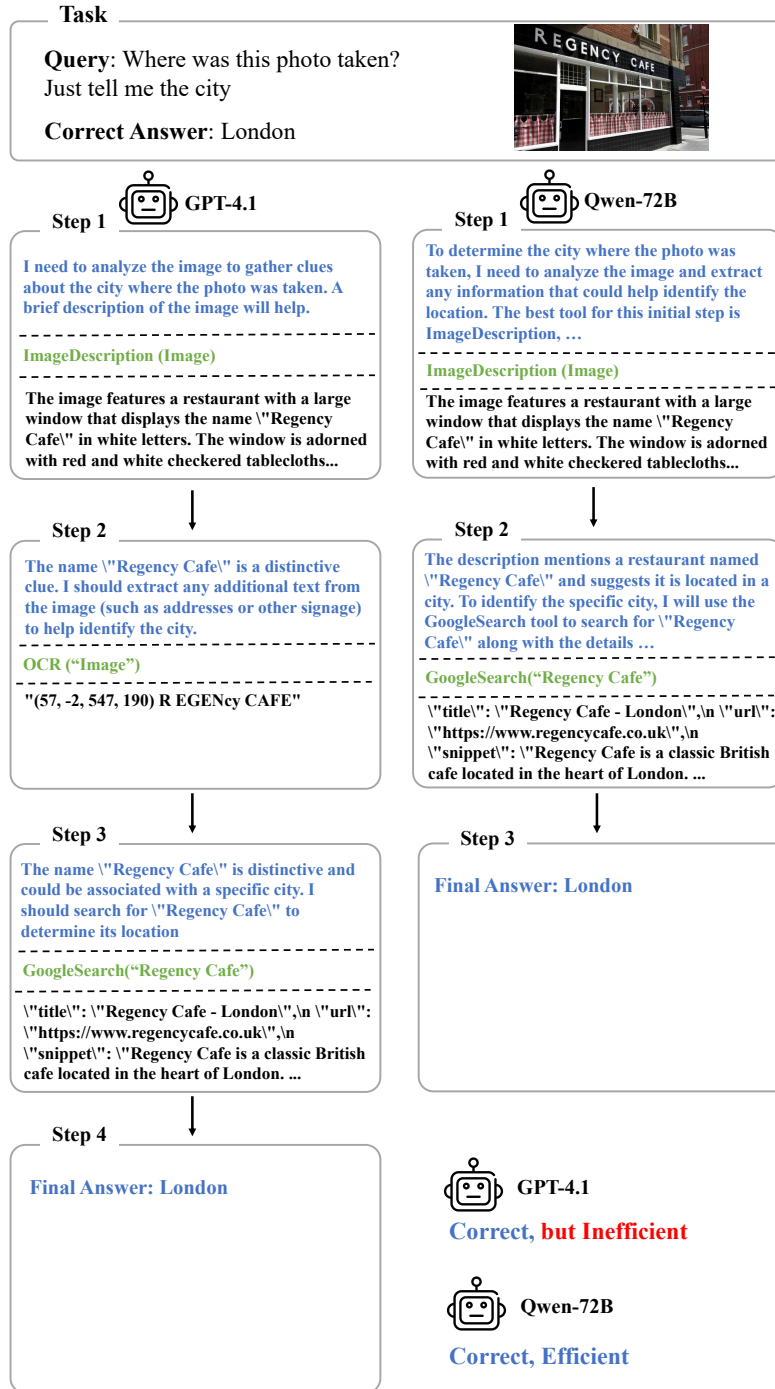 Task
Query: Where was this photo taken?
Just tell me the city
Correct Answer: London
REGENCY CAFE
GPT-4.1
Step 1
I need to analyze the image to gather clues
about the city where the photo was taken. A
brief description of the image will help.
ImageDescription (Image)
The image features a restaurant with a large
window that displays the name \"Regency
Cafe\" in white letters. The window is adorned
with red and white checkered tablecloths...
Step 2
The name \"Regency Cafe\" is a distinctive
clue. I should extract any additional text from
the image (such as addresses or other signage)
to help identify the city.
OCR (“Image”)
"(57, -2, 547, 190) R EGENcy CAFE"
Step 3
The name \"Regency Cafe\" is distinctive and
could be associated with a specific city. I
should search for \"Regency Cafe\" to
determine its location
GoogleSearch(“Regency Cafe”)
\"title\": \"Regency Cafe - London\",\n \"url\":
\"https://www.regencycafe.co.uk\",\n
\"snippet\": \"Regency Cafe is a classic British
cafe located in the heart of London. ...
Step 4
Final Answer: London
Qwen-72B
Step 1
To determine the city where the photo was
taken, I need to analyze the image and extract
any information that could help identify the
location. The best tool for this initial step is
ImageDescription, …
ImageDescription (Image)
The image features a restaurant with a large
window that displays the name \"Regency
Cafe\" in white letters. The window is adorned
with red and white checkered tablecloths...
Step 2
The description mentions a restaurant named
\"Regency Cafe\" and suggests it is located in a
city. To identify the specific city, I will use the
GoogleSearch tool to search for \"Regency
Cafe\" along with the details …
GoogleSearch(“Regency Cafe”)
\"title\": \"Regency Cafe - London\",\n \"url\":
\"https://www.regencycafe.co.uk\",\n
\"snippet\": \"Regency Cafe is a classic British
cafe located in the heart of London. ...
Step 3
Final Answer: London
GPT-4.1
Correct, but Inefficient
Qwen-72B
Correct, Efficient